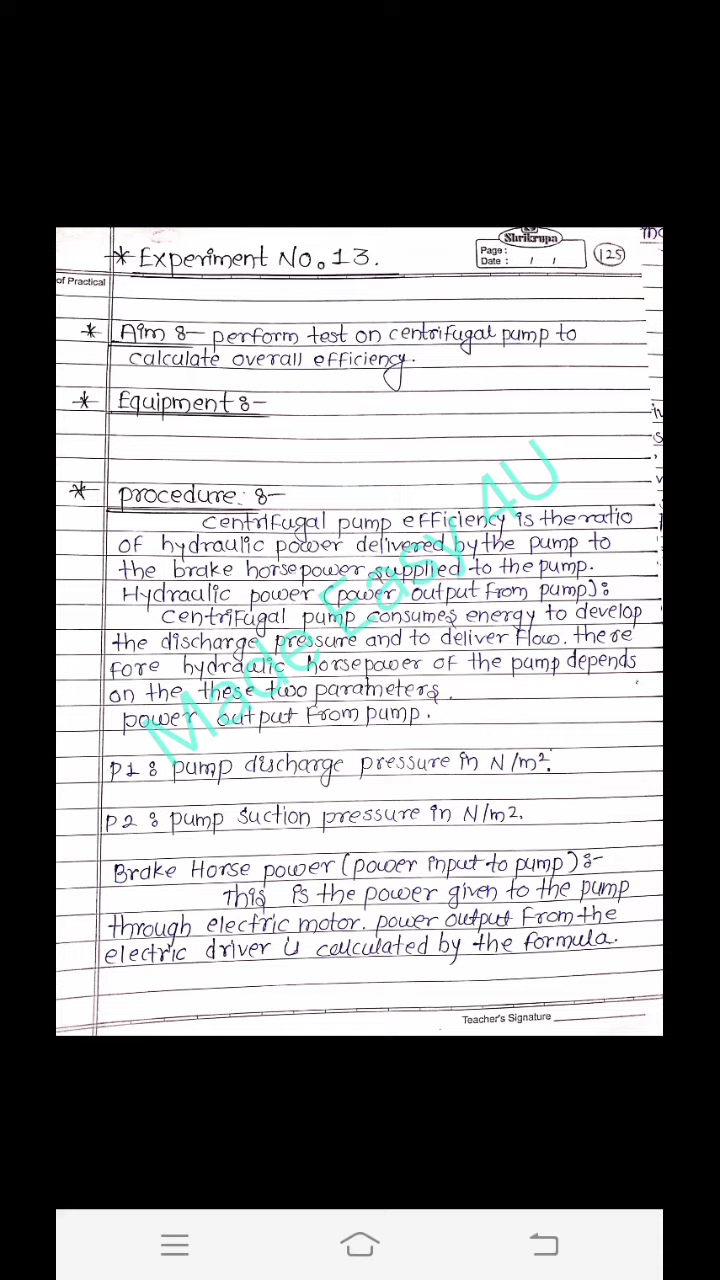 Shrikrupa
* Experiment No. 13.
Page :
Date : / /
125
of Practical
* Aim :- perform test on centrifugal pump to
calculate overall efficiency.
* Equipment :-
* procedure: :-
centrifugal pump efficiency is the ratio
of hydraulic power delivered by the pump to
the brake horsepower supplied to the pump.
Hydraulic power (power output from pump):
centrifugal pump consumes energy to develop
the discharge pressure and to deliver flow. there
fore hydraulic horsepower of the pump depends
on the these two parameters.
power output from pump.
P1 : pump discharge pressure in N/m².
P2 : pump suction pressure in N/m2.
Brake Horse power (power input to pump) :-
This is the power given to the pump
through electric motor. power output from the
electric driver is calculated by the formula.
Teacher's Signature
Made Easy 4U